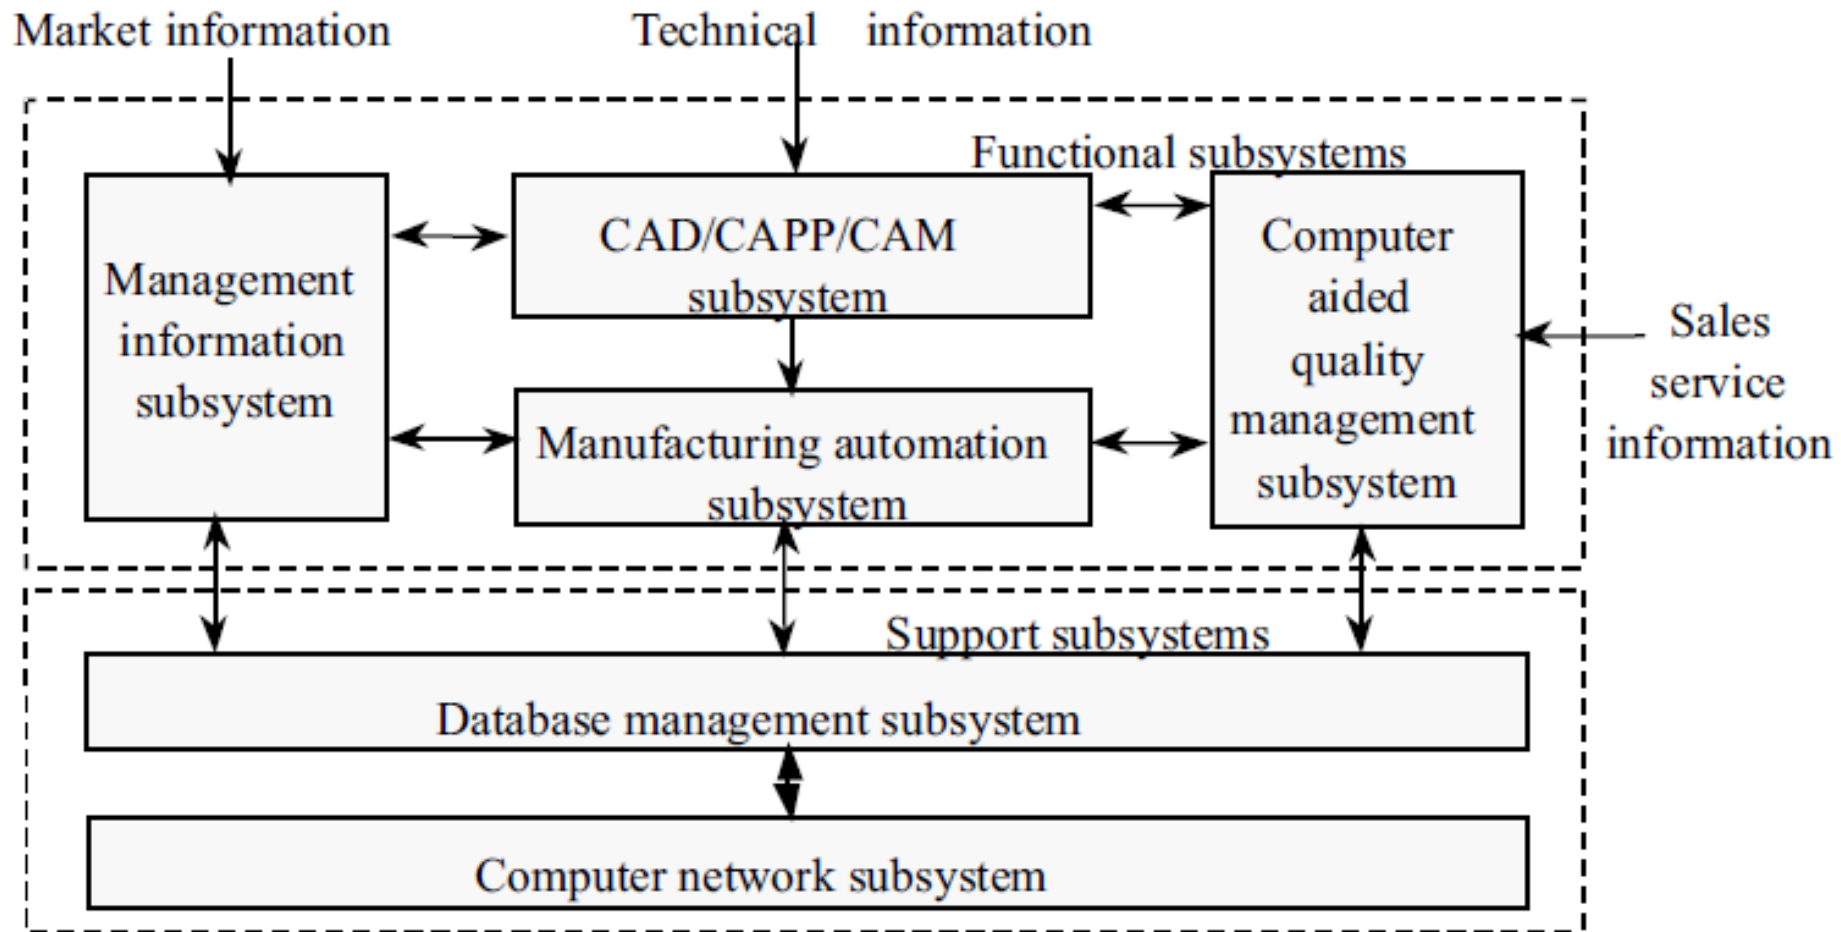 Market information
Technical information
Functional subsystems
Management
information
subsystem
CAD/CAPP/CAM
subsystem
Computer
aided
quality
management
subsystem
Sales
service
information
Manufacturing automation
subsystem
Support subsystems
Database management subsystem
Computer network subsystem